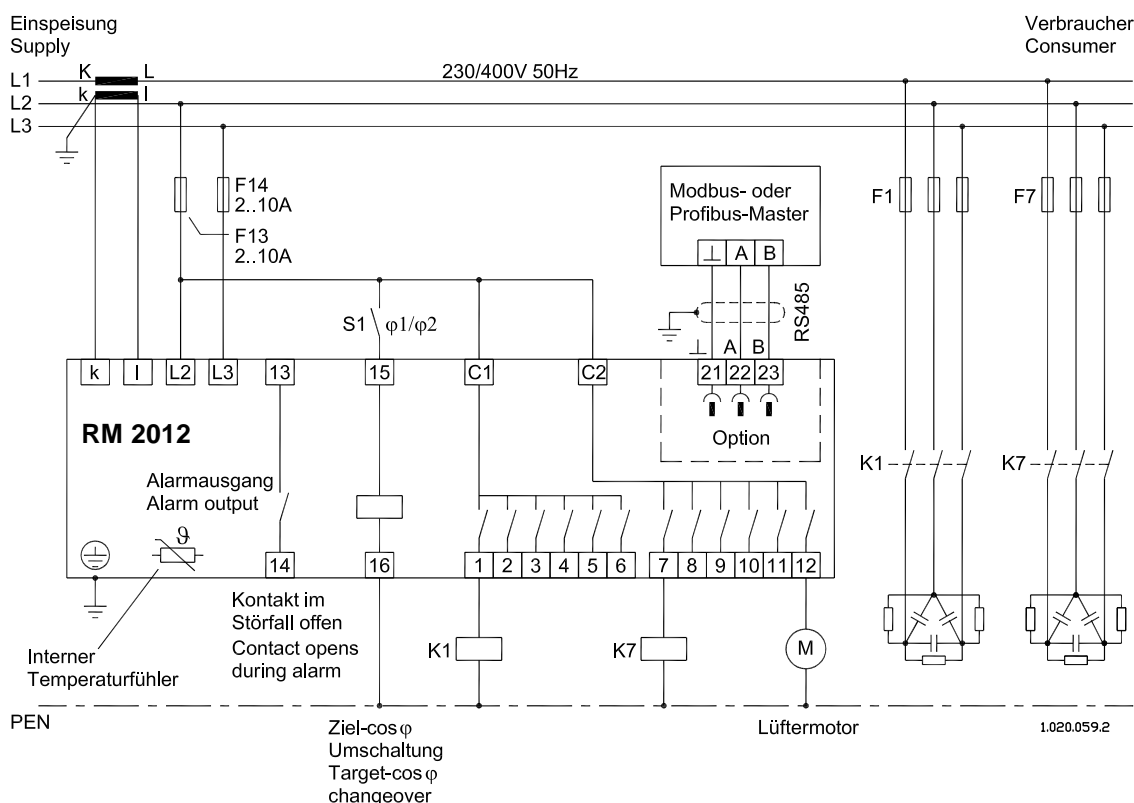 Einspeisung
Supply
Verbraucher
Consumer
K L
L1
230/400V 50Hz
k l
L2
L3
F14
2..10A
F13
2..10A
Modbus- oder
Profibus-Master
⊥ A B
F1
F7
RS485
S1 φ1/φ2
⊥ A B
k l L2 L3 13 15 C1 C2 21 22 23
RM 2012
Option
K1
K7
Alarmausgang
Alarm output
ϑ
14 16 1 2 3 4 5 6 7 8 9 10 11 12
Kontakt im
Störfall offen
Contact opens
during alarm
K1
K7
M
Interner
Temperaturfühler
PEN
Ziel-cos φ
Umschaltung
Target-cos φ
changeover
Lüftermotor
1.020.059.2